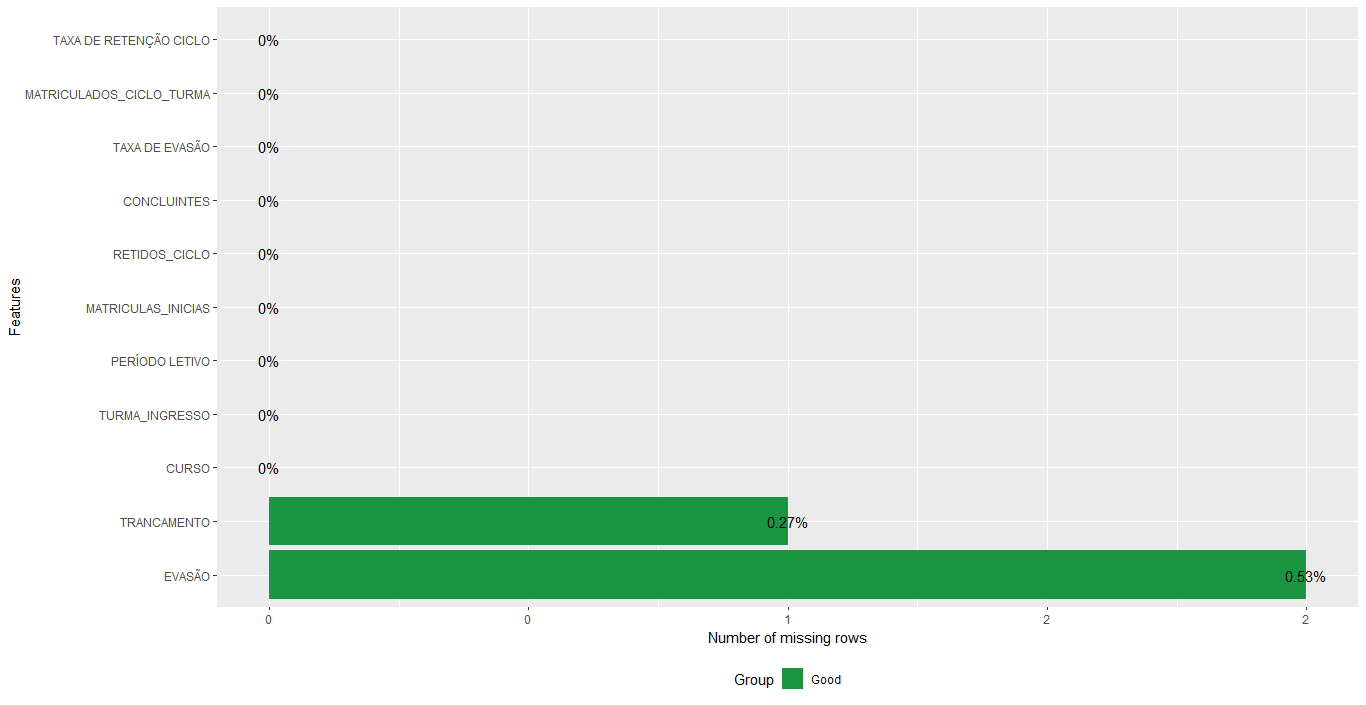 Features
TAXA DE RETENÇÃO CICLO 0%
MATRICULADOS_CICLO_TURMA 0%
TAXA DE EVASÃO 0%
CONCLUINTES 0%
RETIDOS_CICLO 0%
MATRICULAS_INICIAS 0%
PERÍODO LETIVO 0%
TURMA_INGRESSO 0%
CURSO 0%
TRANCAMENTO 0.27%
EVASÃO 0.53%
0 0 1 2 2
Number of missing rows
Group Good